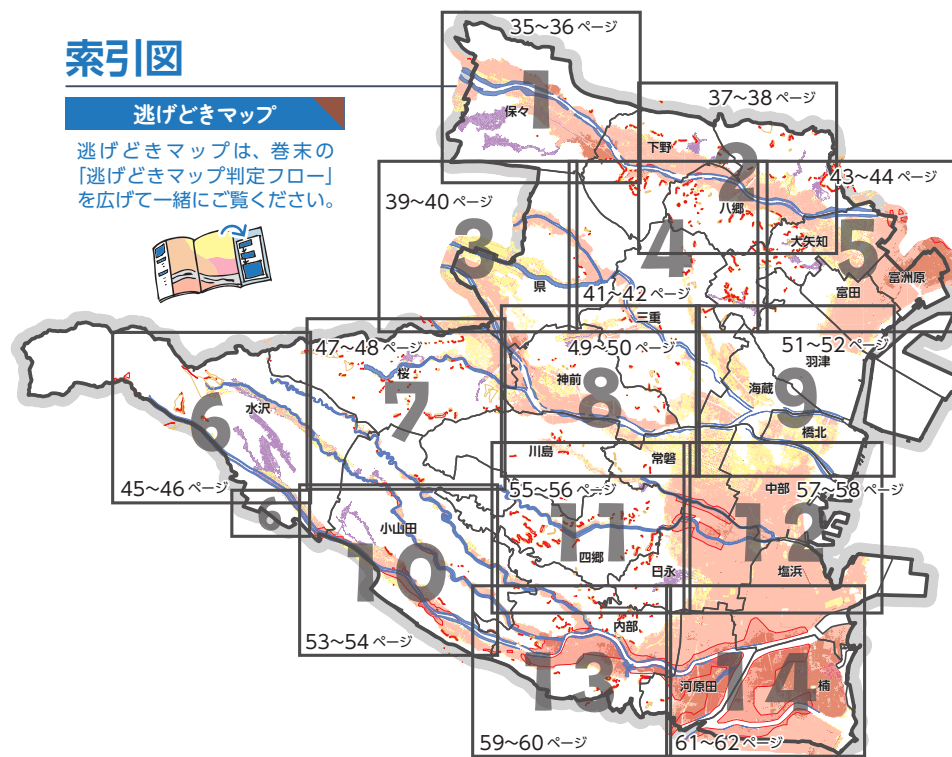 索引図
逃げどきマップ
逃げどきマップは、巻末の
「逃げどきマップ判定フロー」
を広げて一緒にご覧ください。
35~36 ページ
1
保々
37~38 ページ
下野
2
八郷
43~44 ページ
39~40 ページ
大矢知
5
富洲原
富田
3
県
4
41~42 ページ
三重
47~48 ページ
桜
7
49~50 ページ
神前
8
51~52 ページ
羽津
海蔵
9
橋北
水沢
6
45~46 ページ
6
川島
常磐
55~56 ページ
11
四郷
日永
中部
57~58 ページ
12
塩浜
小山田
10
53~54 ページ
内部
13
59~60 ページ
河原田
14
楠
61~62 ページ